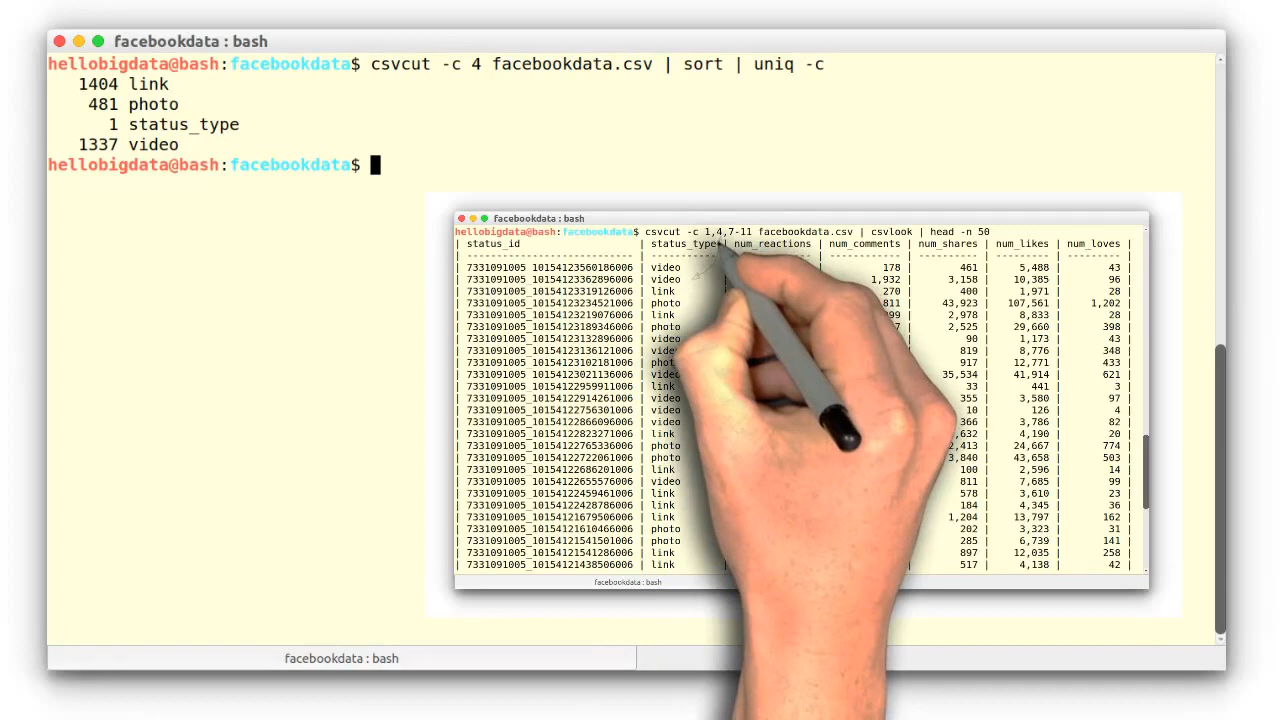 facebookdata : bash
hellobigdata@bash:facebookdata$ csvcut -c 4 facebookdata.csv | sort | uniq -c
1404 link
481 photo
1 status_type
1337 video
hellobigdata@bash:facebookdata$
facebookdata : bash
hellobigdata@bash:facebookdata$ csvcut -c 1,4,7-11 facebookdata.csv | csvlook | head -n 50
| status_id | status_type | num_reactions | num_comments | num_shares | num_likes | num_loves |
| 7331091005_10154123560186006 | video 178 | 461 | 5,488 | 43 |
| 7331091005_10154123362896006 | video 1,932 | 3,158 | 10,385 | 96 |
| 7331091005_10154123319126006 | link 270 | 400 | 1,971 | 28 |
| 7331091005_10154123234521006 | photo 43,923 | 107,561 | 1,202 |
| 7331091005_10154123219076006 | link 2,978 | 8,833 | 28 |
| 7331091005_10154123189346006 | photo 2,525 | 29,660 | 398 |
| 7331091005_10154123132896006 | video 90 | 1,173 | 43 |
| 7331091005_10154123136121006 | 819 | 8,776 | 348 |
| 7331091005_10154123102181006 | 917 | 12,771 | 433 |
| 7331091005_10154123021136006 | 35,534 | 41,914 | 621 |
| 7331091005_10154122959911006 | link 33 | 441 | 3 |
| 7331091005_10154122914261006 | video 355 | 3,580 | 97 |
| 7331091005_10154122756301006 | video 10 | 126 | 4 |
| 7331091005_10154122866096006 | video 366 | 3,786 | 82 |
| 7331091005_10154122823271006 | link | 4,190 | 20 |
| 7331091005_10154122765336006 | photo | 24,667 | 774 |
| 7331091005_10154122722061006 | photo 3,840 | 43,658 | 503 |
| 7331091005_10154122686201006 | link 100 | 2,596 | 14 |
| 7331091005_10154122655576006 | video 811 | 7,685 | 99 |
| 7331091005_10154122459461006 | link 578 | 3,610 | 23 |
| 7331091005_10154122428786006 | link 184 | 4,345 | 36 |
| 7331091005_10154121679506006 | link 1,204 | 13,797 | 162 |
| 7331091005_10154121610466006 | photo 202 | 3,323 | 31 |
| 7331091005_10154121541501006 | photo 285 | 6,739 | 141 |
| 7331091005_10154121541286006 | link 897 | 12,035 | 258 |
| 7331091005_10154121438506006 | link 517 | 4,138 | 42 |
facebookdata : bash
facebookdata : bash